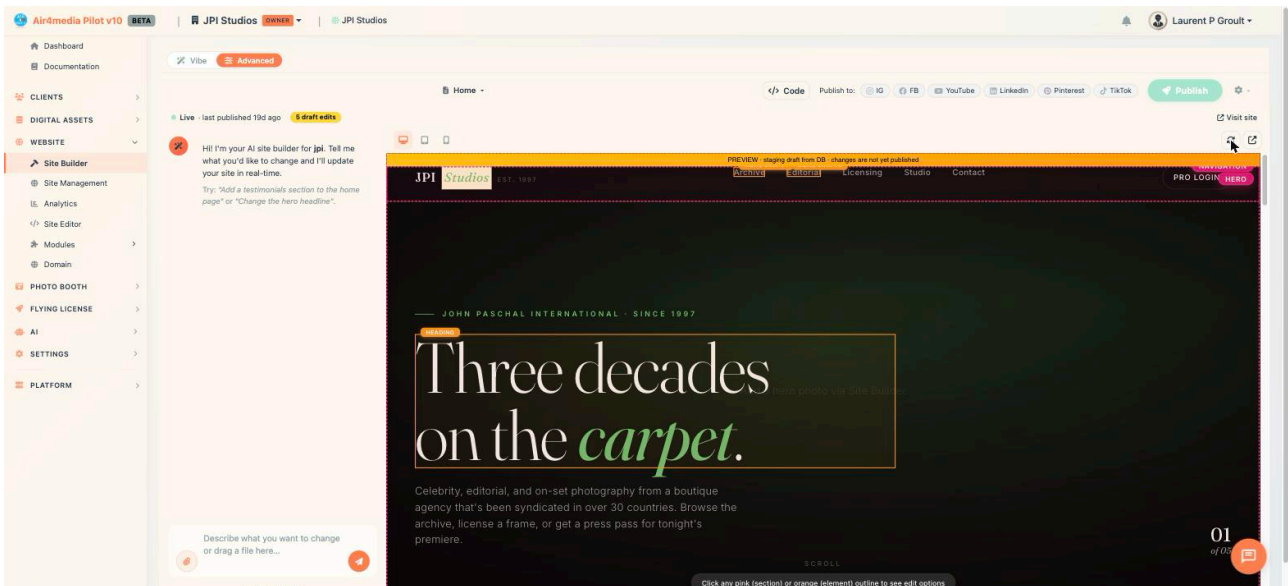 Air4media Pilot v10 BETA
JPI Studios OWNER
JPI Studios
Laurent P Groult
Dashboard
Documentation
CLIENTS
DIGITAL ASSETS
WEBSITE
Site Builder
Site Management
Analytics
Site Editor
Modules
Domain
PHOTO BOOTH
FLYING LICENSE
AI
SETTINGS
PLATFORM
Vibe
Advanced
Home
</> Code
Publish to:
IG
FB
YouTube
LinkedIn
Pinterest
TikTok
Publish
Live · last published 19d ago
5 draft edits
Visit site
Hi! I'm your AI site builder for jpi. Tell me
what you'd like to change and I'll update
your site in real-time.
Try: "Add a testimonials section to the home
page" or "Change the hero headline".
Describe what you want to change
or drag a file here...
PREVIEW · staging draft from DB · changes are not yet published
JPI Studios EST. 1997
Archive
Editorial
Licensing
Studio
Contact
NAVIGATION
PRO LOGIN
HERO
JOHN PASCHAL INTERNATIONAL · SINCE 1997
HEADING
Three decades
on the carpet.
hero photo via Site Builder
Celebrity, editorial, and on-set photography from a boutique
agency that's been syndicated in over 30 countries. Browse the
archive, license a frame, or get a press pass for tonight's
premiere.
01
of 05
SCROLL
Click any pink (section) or orange (element) outline to see edit options